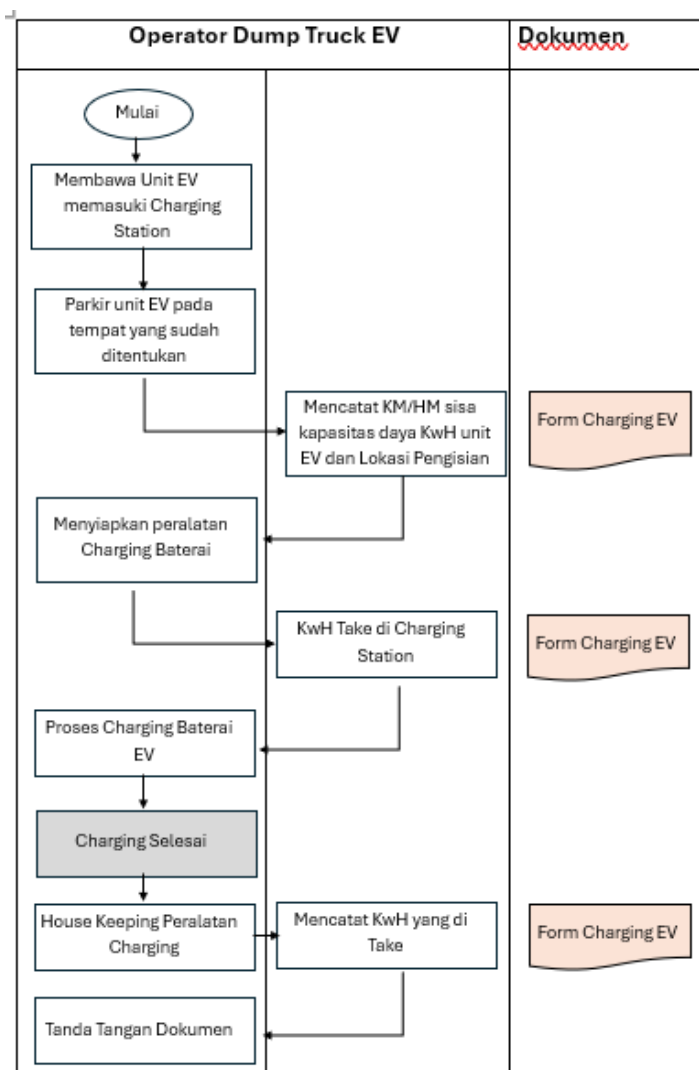 Operator Dump Truck EV
Dokumen
Mulai
Membawa Unit EV
memasuki Charging
Station
Parkir unit EV pada
tempat yang sudah
ditentukan
Mencatat KM/HM sisa
kapasitas daya KwH unit
EV dan Lokasi Pengisian
Form Charging EV
Menyiapkan peralatan
Charging Baterai
KwH Take di Charging
Station
Form Charging EV
Proses Charging Baterai
EV
Charging Selesai
House Keeping Peralatan
Charging
Mencatat KwH yang di
Take
Form Charging EV
Tanda Tangan Dokumen